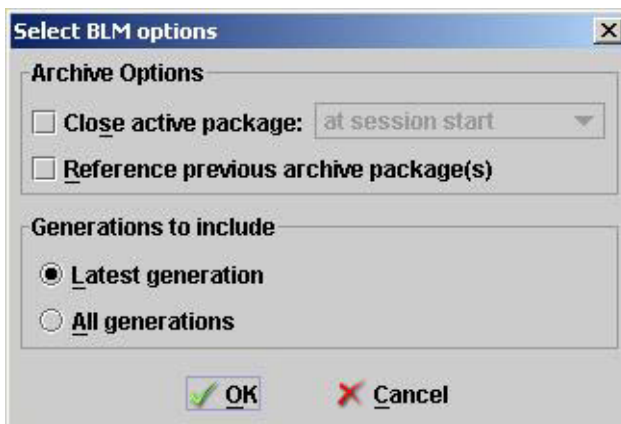 Select BLM options
Archive Options
Close active package: at session start
Reference previous archive package(s)
Generations to include
Latest generation
All generations
OK Cancel